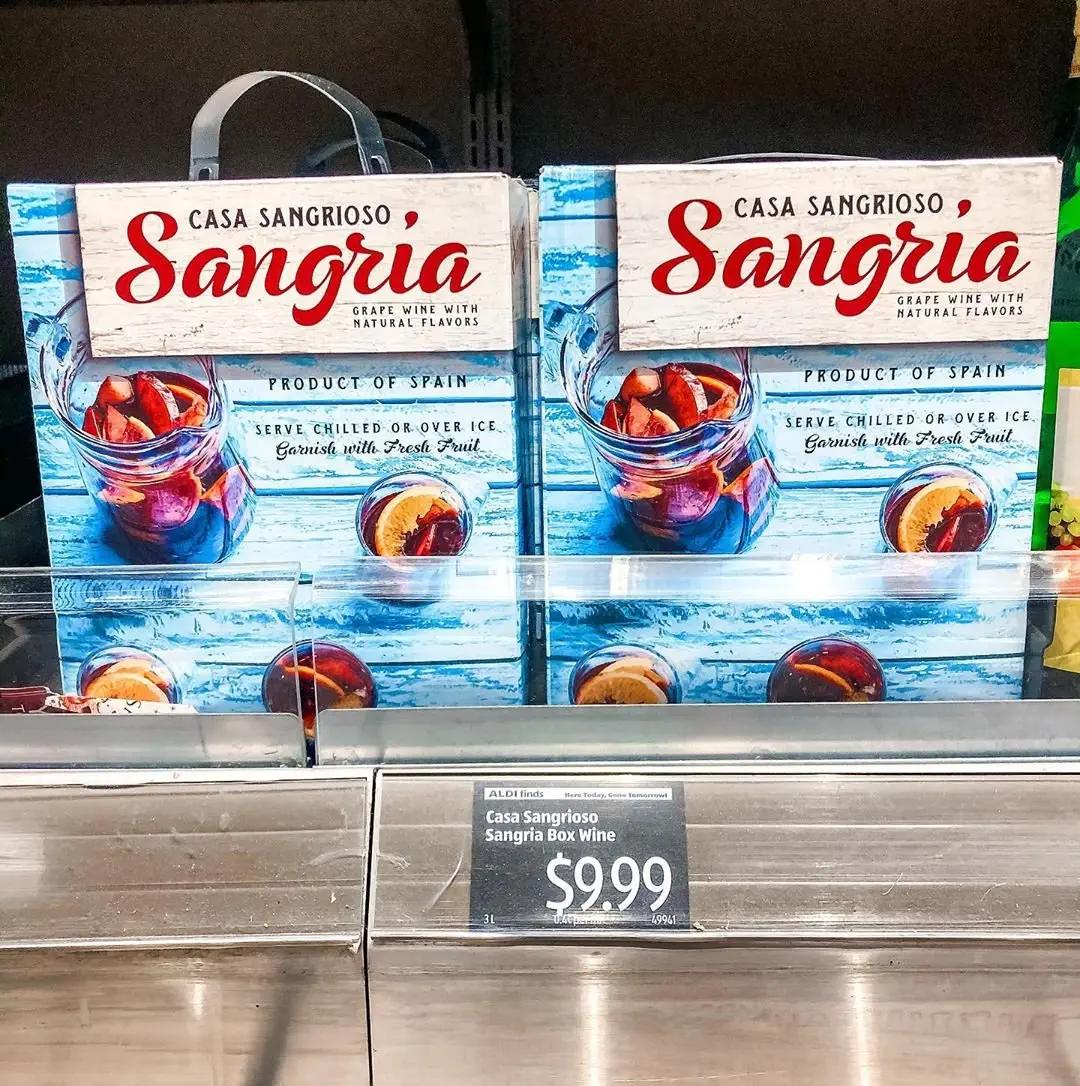 CASA SANGRIOSO
Sangria
GRAPE WINE WITH
NATURAL FLAVORS
PRODUCT OF SPAIN
SERVE CHILLED OR OVER ICE
Garnish with Fresh Fruit
CASA SANGRIOSO
Sangria
GRAPE WINE WITH
NATURAL FLAVORS
PRODUCT OF SPAIN
SERVE CHILLED OR OVER ICE
Garnish with Fresh Fruit
ALDI finds Here Today, Gone Tomorrow!
Casa Sangrioso
Sangria Box Wine
$9.99
3 L 49941